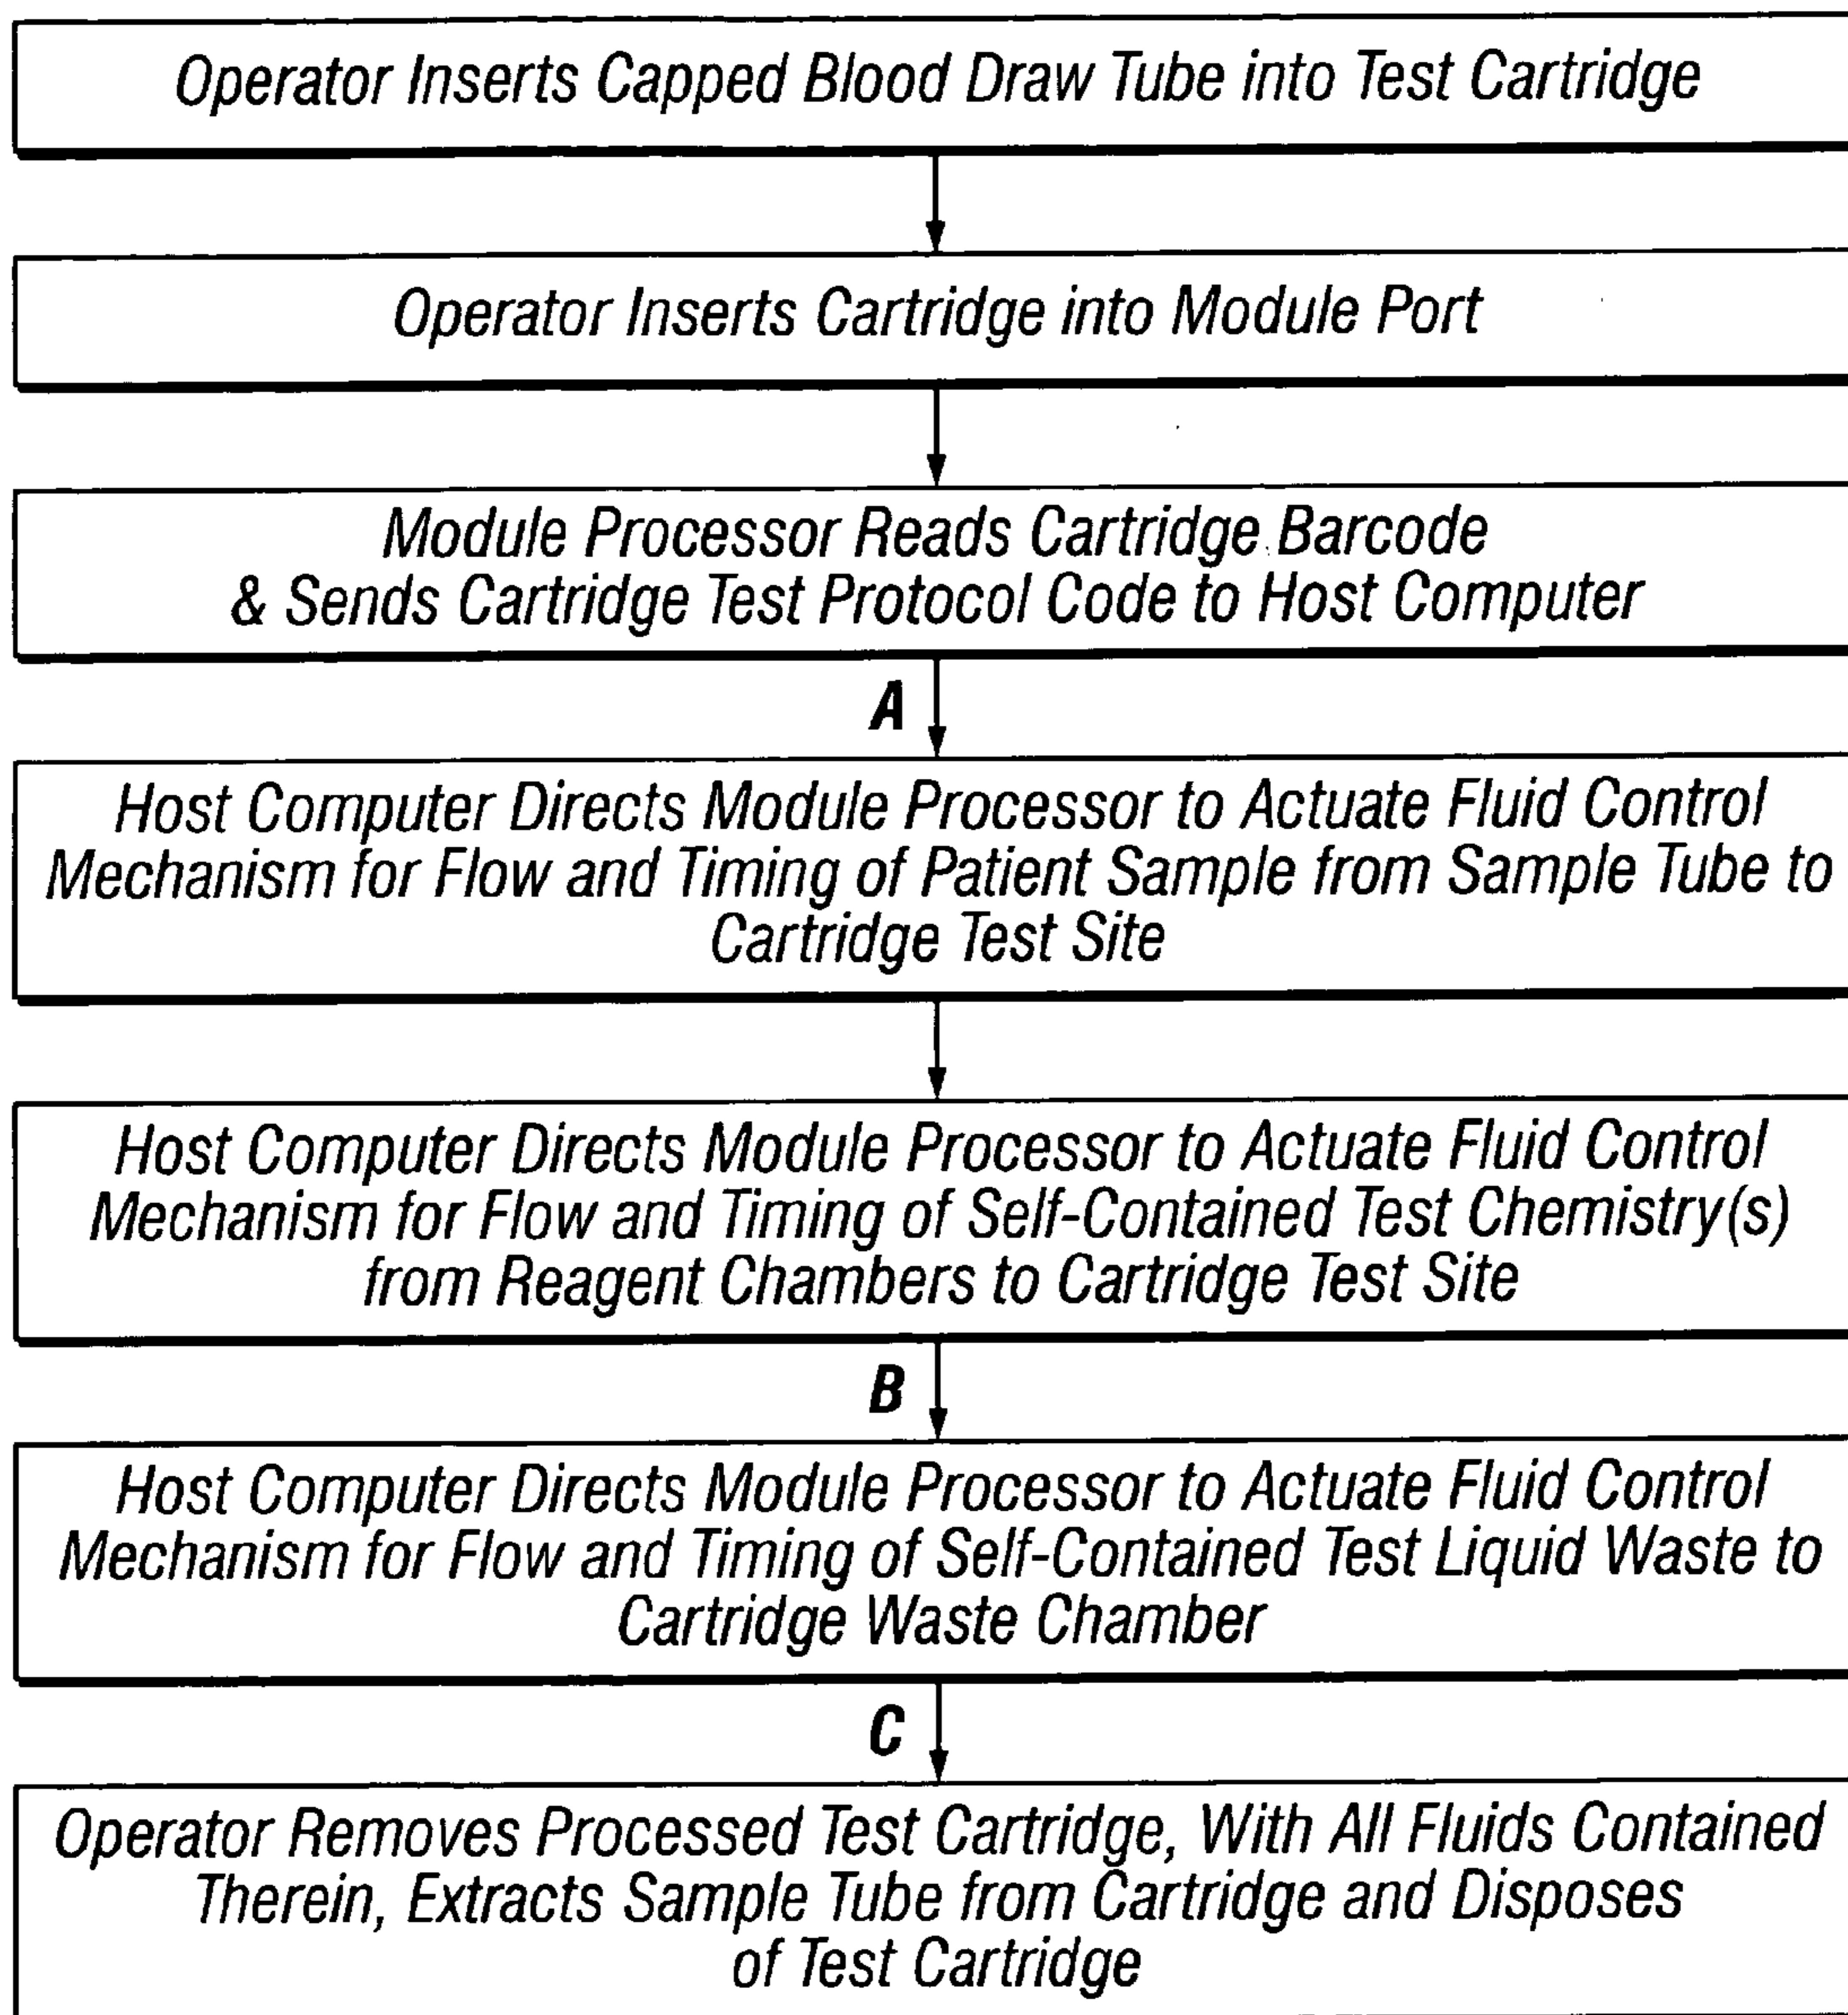 Operator Inserts Capped Blood Draw Tube into Test Cartridge
Operator Inserts Cartridge into Module Port
Module Processor Reads Cartridge Barcode
& Sends Cartridge Test Protocol Code to Host Computer
A
Host Computer Directs Module Processor to Actuate Fluid Control
Mechanism for Flow and Timing of Patient Sample from Sample Tube to
Cartridge Test Site
Host Computer Directs Module Processor to Actuate Fluid Control
Mechanism for Flow and Timing of Self-Contained Test Chemistry(s)
from Reagent Chambers to Cartridge Test Site
B
Host Computer Directs Module Processor to Actuate Fluid Control
Mechanism for Flow and Timing of Self-Contained Test Liquid Waste to
Cartridge Waste Chamber
C
Operator Removes Processed Test Cartridge, With All Fluids Contained
Therein, Extracts Sample Tube from Cartridge and Disposes
of Test Cartridge